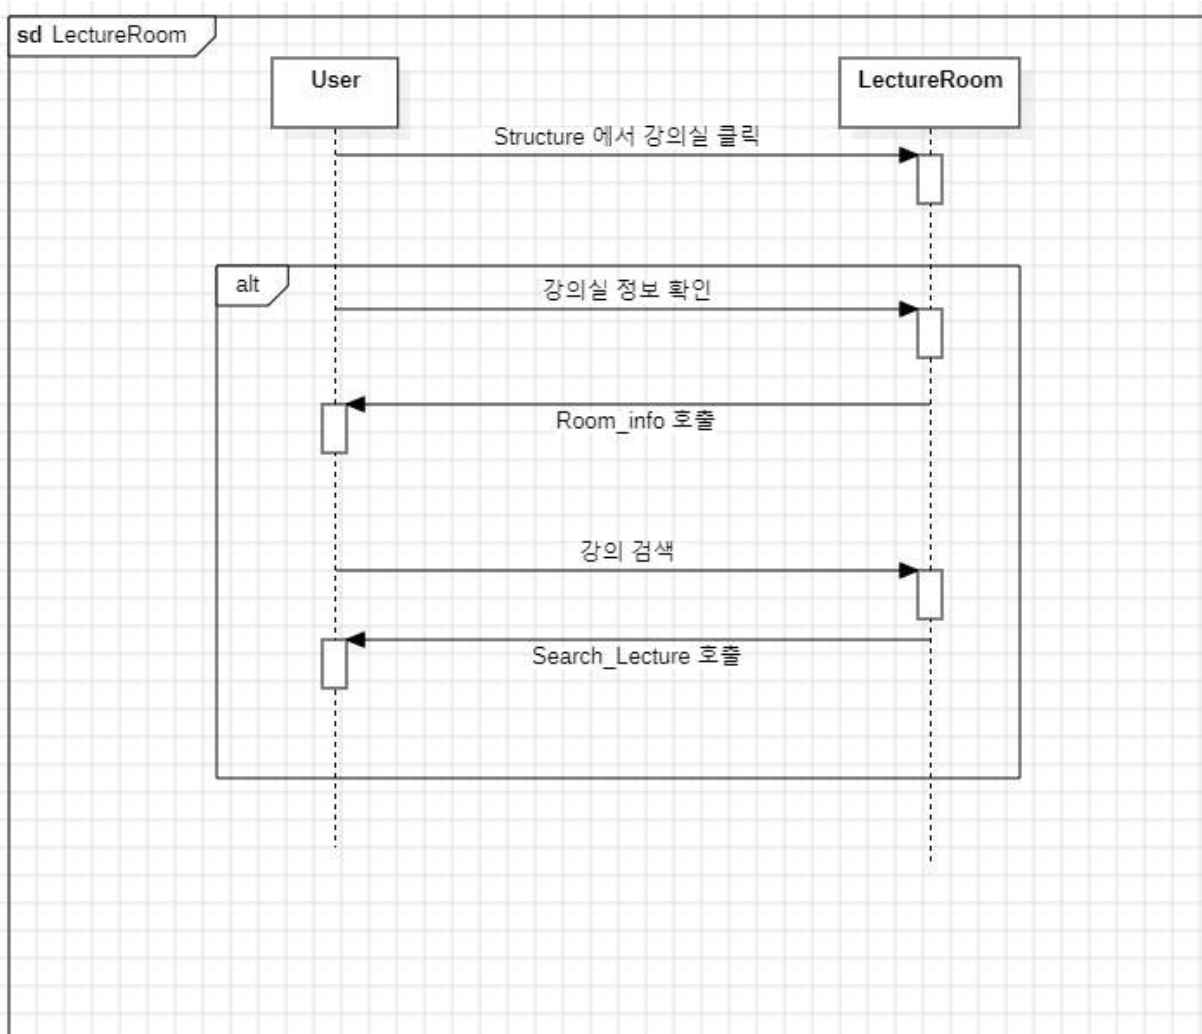 sd LectureRoom
User
LectureRoom
Structure 에서 강의실 클릭
alt
강의실 정보 확인
Room_info 호출
강의 검색
Search_Lecture 호출